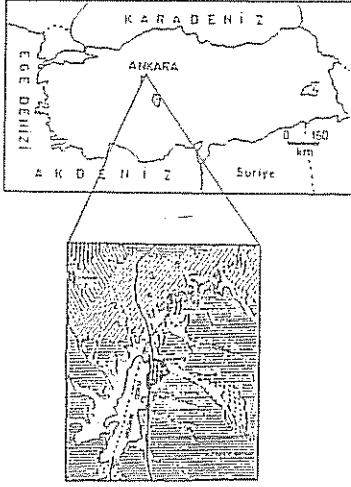 KARADENİZ
EGE DENİZİ
ANKARA
0 150
km
AKDENİZ
Suriye